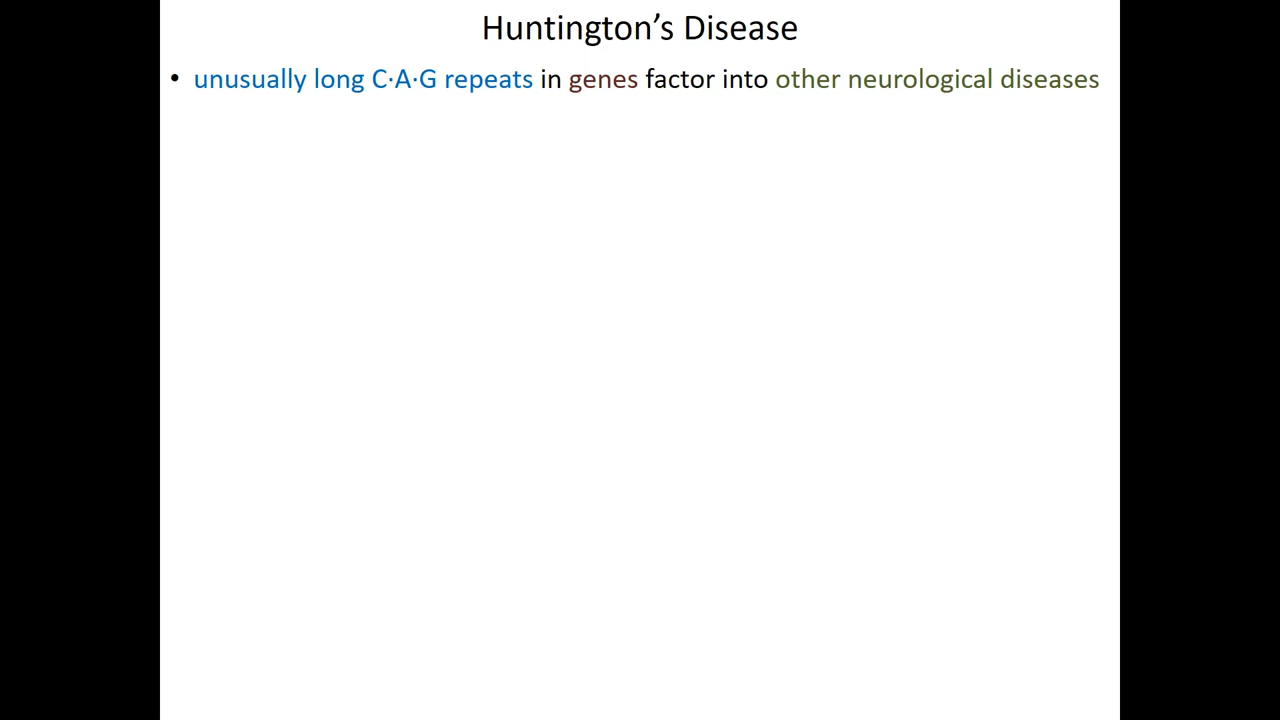 Huntington’s Disease
• unusually long C·A·G repeats in genes factor into other neurological diseases